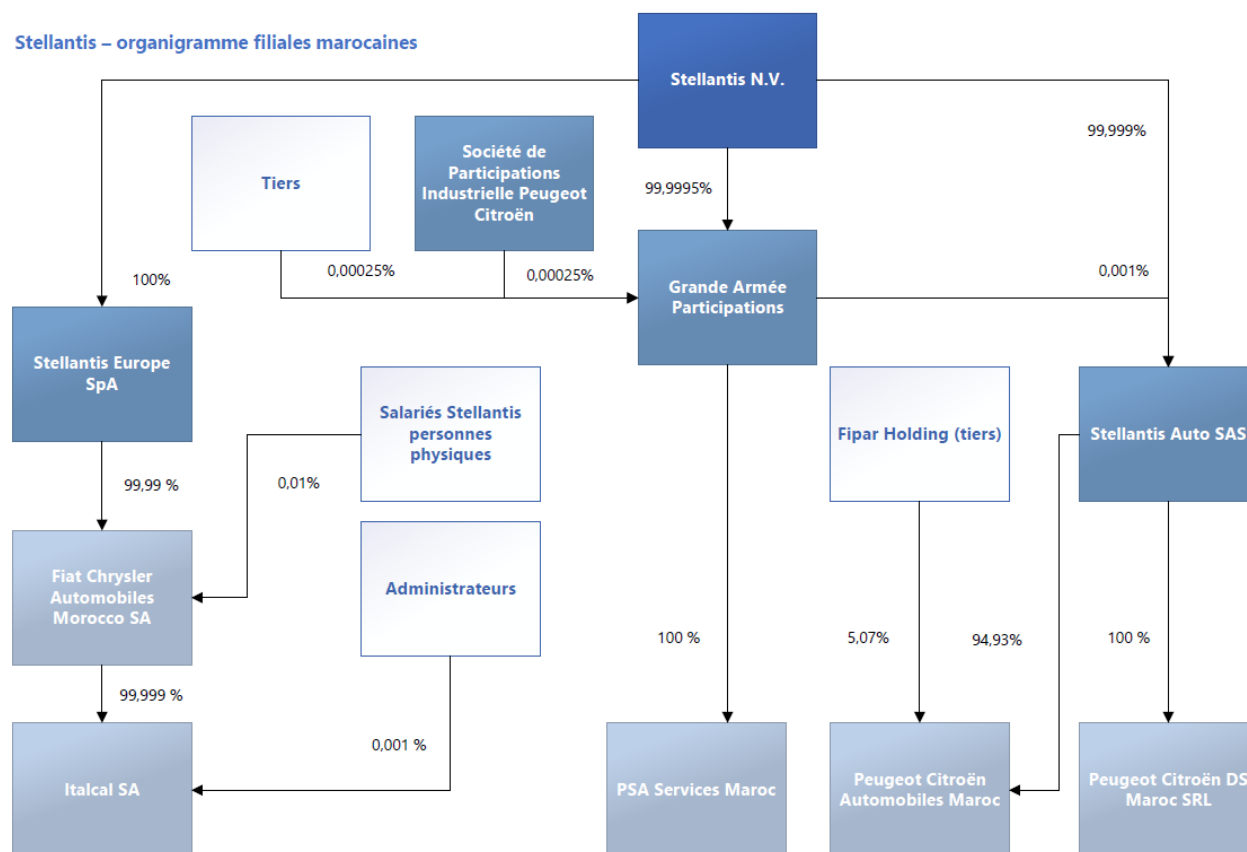 Stellantis – organigramme filiales marocaines
Stellantis N.V.
Tiers
Société de
Participations
Industrielle Peugeot
Citroën
99,999%
99,9995%
100%
0,00025%
0,00025%
Grande Armée
Participations
0,001%
Stellantis Europe
SpA
Salariés Stellantis
personnes
physiques
Fipar Holding (tiers)
Stellantis Auto SAS
99,99 %
0,01%
Fiat Chrysler
Automobiles
Morocco SA
Administrateurs
100 %
5,07%
94,93%
100 %
99,999 %
0,001 %
Italcal SA
PSA Services Maroc
Peugeot Citroën
Automobiles Maroc
Peugeot Citroën DS
Maroc SRL